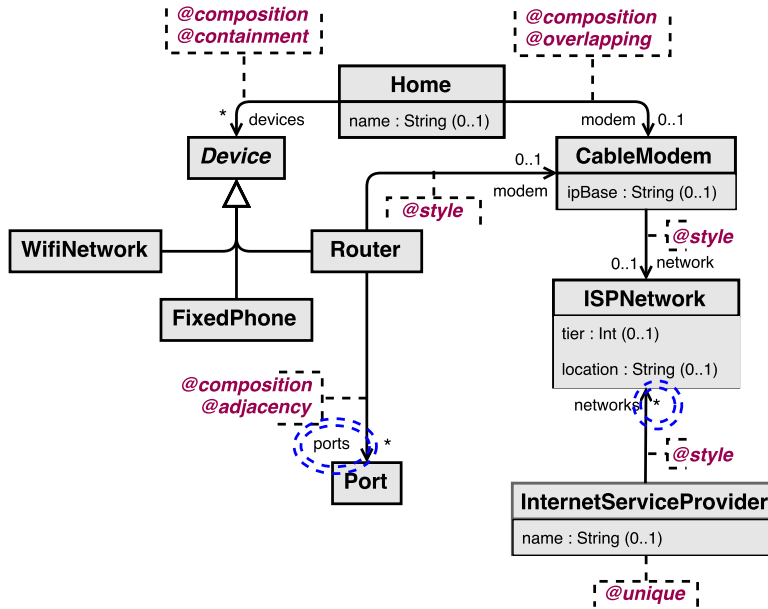 @composition
@containment
@composition
@overlapping
Home
name : String (0..1)
* devices
modem 0..1
Device
CableModem
ipBase : String (0..1)
0..1
modem
@style
@style
WifiNetwork
Router
0..1 network
FixedPhone
ISPNetwork
tier : Int (0..1)
location : String (0..1)
@composition
@adjacency
networks *
ports *
@style
Port
InternetServiceProvider
name : String (0..1)
@unique